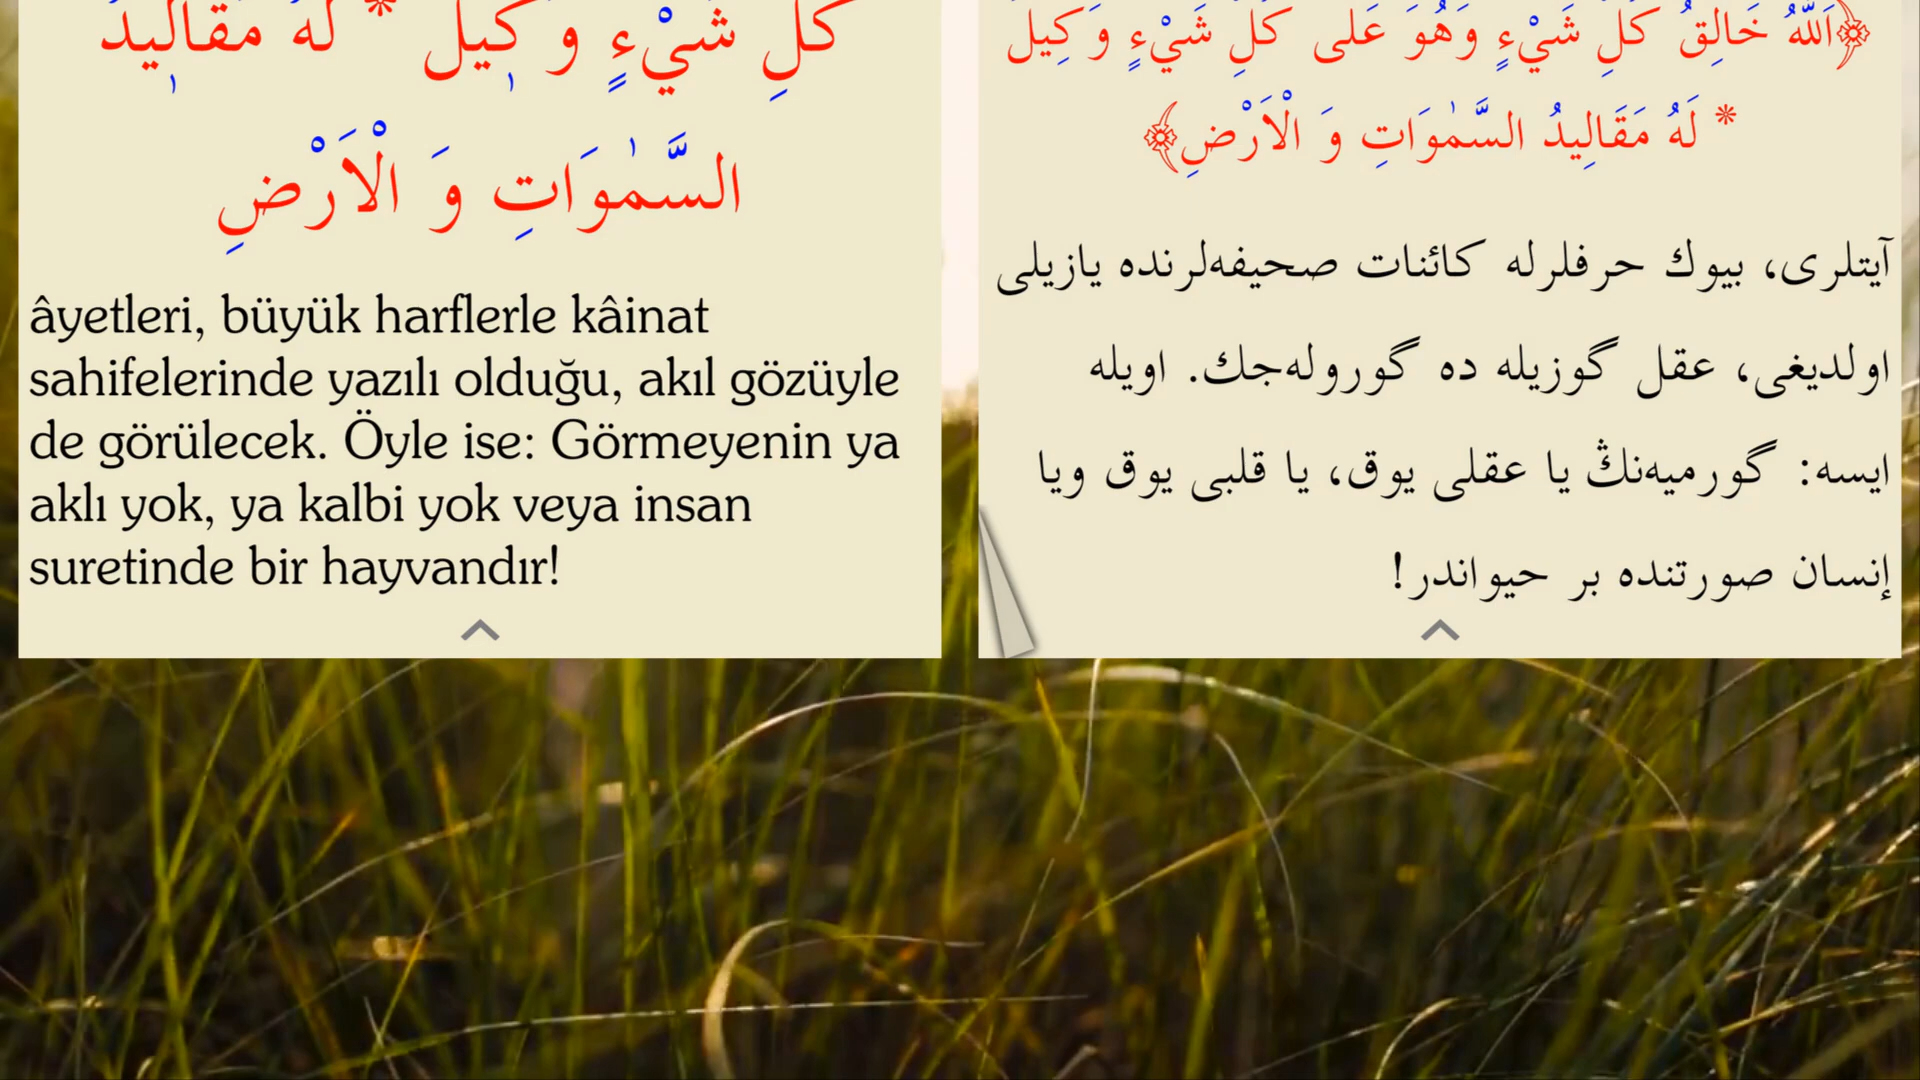 كُلِّ شَيْءٍ وَكٖيلٌ * لَهُ مَقَالٖيدُ
السَّمٰوَاتِ وَ الْاَرْضِ
âyetleri, büyük harflerle kâinat
sahifelerinde yazılı olduğu, akıl gözüyle
de görülecek. Öyle ise: Görmeyenin ya
aklı yok, ya kalbi yok veya insan
suretinde bir hayvandır!
﴿اَللّٰهُ خَالِقُ كُلِّ شَيْءٍ وَهُوَ عَلٰى كُلِّ شَيْءٍ وَكِيلٌ
* لَهُ مَقَالِيدُ السَّمٰوَاتِ وَ الْاَرْضِ﴾
آيتلرى، بيوك حرفلرله كائنات صحيفه‌لرنده يازيلى
اولديغى، عقل گوزيله ده گوروله‌جك. اويله
ايسه: گورميه‌نڭ يا عقلى يوق، يا قلبى يوق ويا
إنسان صورتنده بر حيواندر!